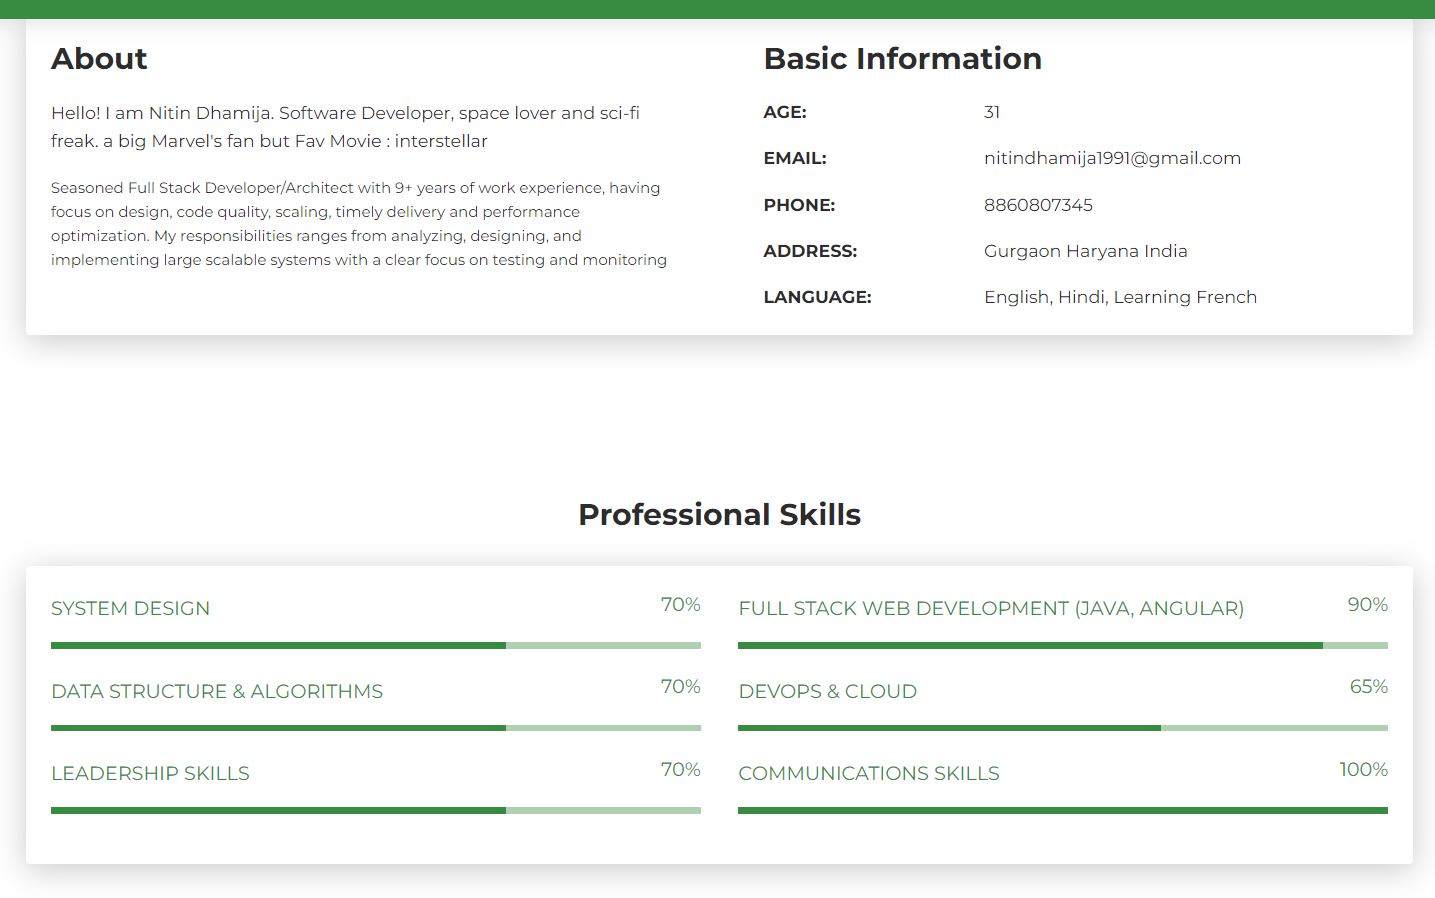 About
Hello! I am Nitin Dhamija. Software Developer, space lover and sci-fi
freak. a big Marvel's fan but Fav Movie : interstellar
Seasoned Full Stack Developer/Architect with 9+ years of work experience, having
focus on design, code quality, scaling, timely delivery and performance
optimization. My responsibilities ranges from analyzing, designing, and
implementing large scalable systems with a clear focus on testing and monitoring
Basic Information
AGE: 31
EMAIL: nitindhamija1991@gmail.com
PHONE: 8860807345
ADDRESS: Gurgaon Haryana India
LANGUAGE: English, Hindi, Learning French
Professional Skills
SYSTEM DESIGN 70%
FULL STACK WEB DEVELOPMENT (JAVA, ANGULAR) 90%
DATA STRUCTURE & ALGORITHMS 70%
DEVOPS & CLOUD 65%
LEADERSHIP SKILLS 70%
COMMUNICATIONS SKILLS 100%